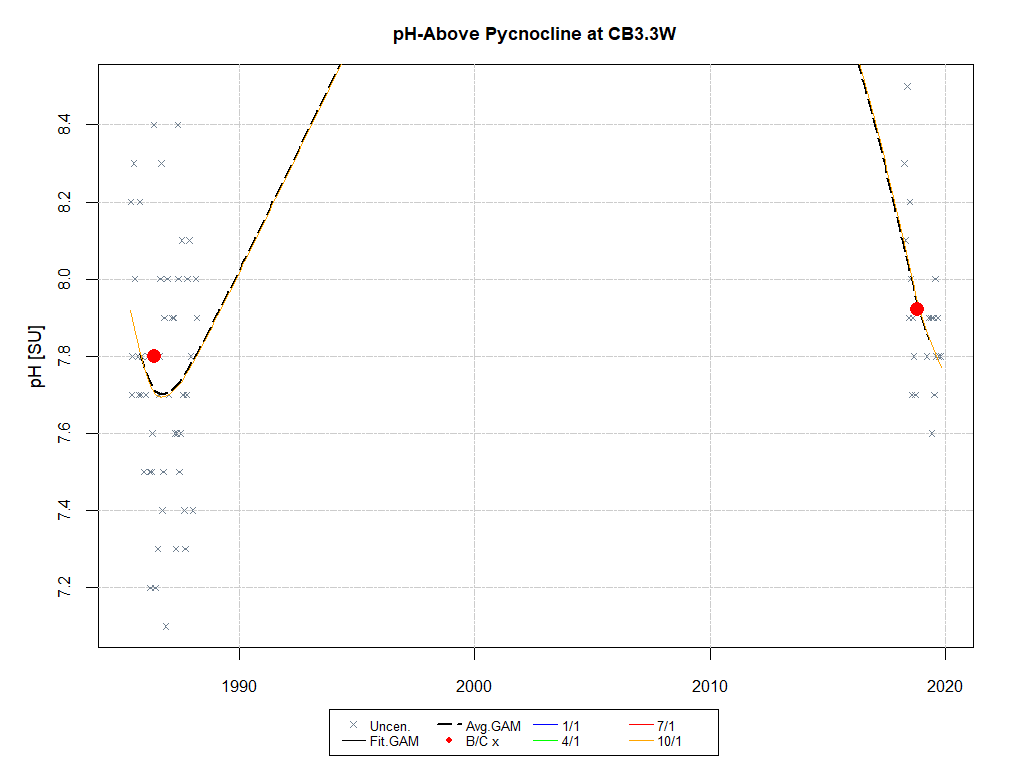 pH-Above Pycnocline at CB3.3W
pH [SU]
8.4
8.2
8.0
7.8
7.6
7.4
7.2
1990 2000 2010 2020
Uncen. Avg.GAM 1/1 7/1
Fit.GAM B/C x 4/1 10/1